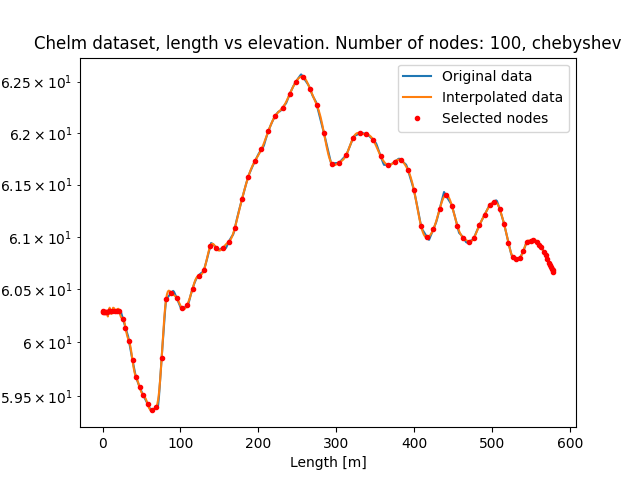 Chelm dataset, length vs elevation. Number of nodes: 100, chebyshev
Original data
Interpolated data
Selected nodes
6.25 × 10¹
6.2 × 10¹
6.15 × 10¹
6.1 × 10¹
6.05 × 10¹
6 × 10¹
5.95 × 10¹
0 100 200 300 400 500 600
Length [m]